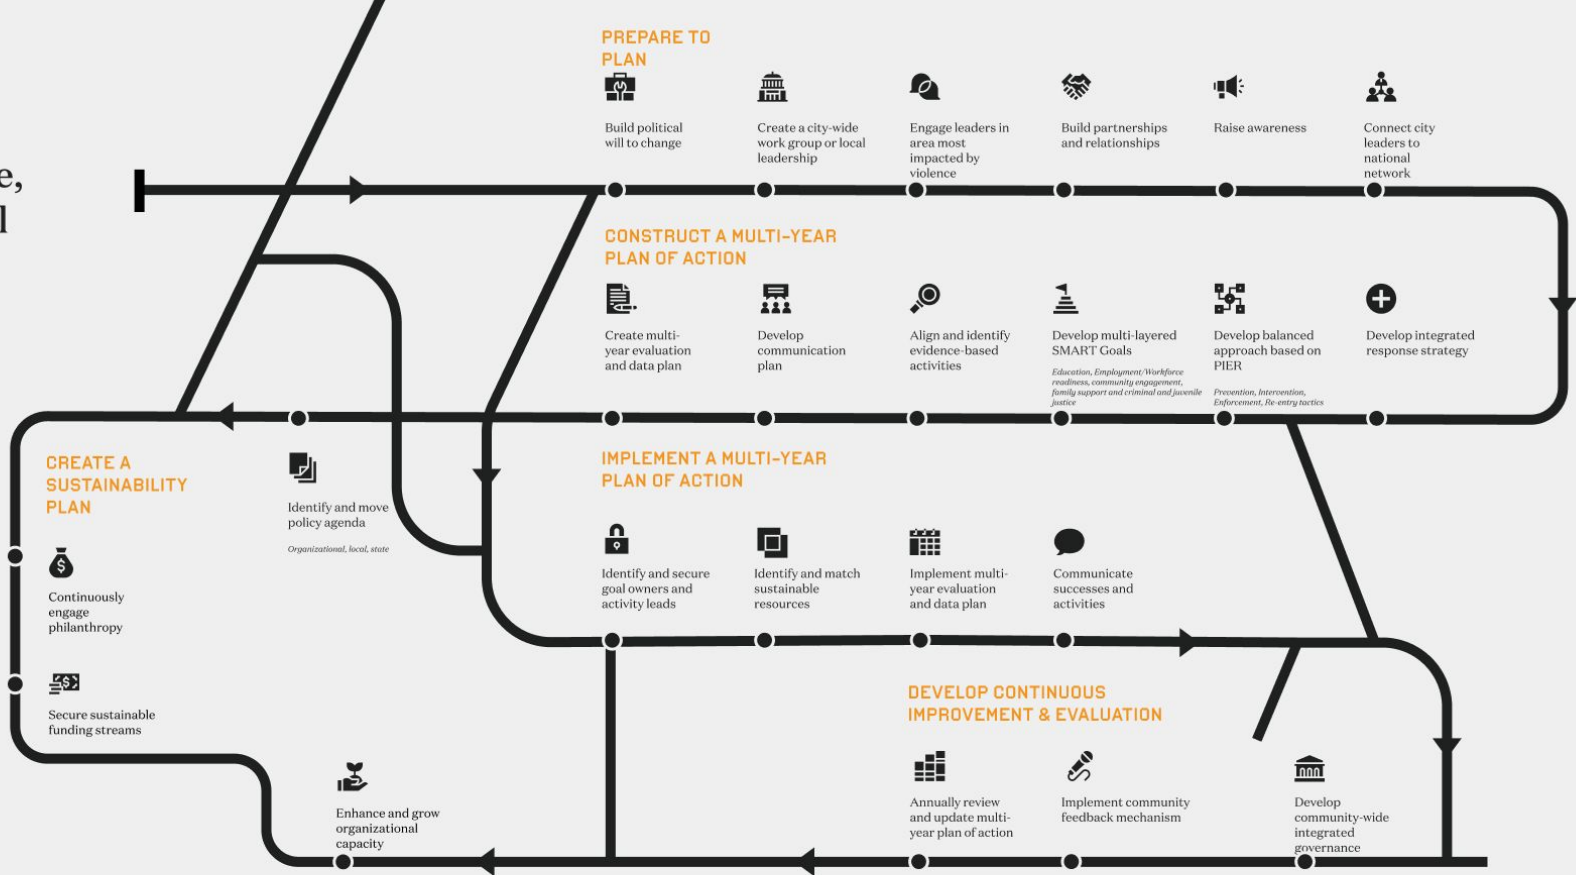 e,
l
PREPARE TO
PLAN
Build political
will to change
Create a city-wide
work group or local
leadership
Engage leaders in
area most
impacted by
violence
Build partnerships
and relationships
Raise awareness
Connect city
leaders to
national
network
CONSTRUCT A MULTI-YEAR
PLAN OF ACTION
Create multi-
year evaluation
and data plan
Develop
communication
plan
Align and identify
evidence-based
activities
Develop multi-layered
SMART Goals
Education, Employment/Workforce
readiness, community engagement,
family support and criminal and juvenile
justice
Develop balanced
approach based on
PIER
Prevention, Intervention,
Enforcement, Re-entry tactics
Develop integrated
response strategy
CREATE A
SUSTAINABILITY
PLAN
Identify and move
policy agenda
Organizational, local, state
Continuously
engage
philanthropy
Secure sustainable
funding streams
Enhance and grow
organizational
capacity
IMPLEMENT A MULTI-YEAR
PLAN OF ACTION
Identify and secure
goal owners and
activity leads
Identify and match
sustainable
resources
Implement multi-
year evaluation
and data plan
Communicate
successes and
activities
DEVELOP CONTINUOUS
IMPROVEMENT & EVALUATION
Annually review
and update multi-
year plan of action
Implement community
feedback mechanism
Develop
community-wide
integrated
governance